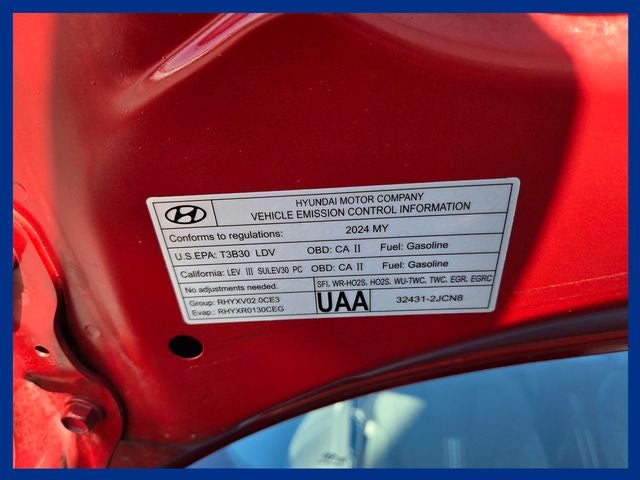 HYUNDAI MOTOR COMPANY
VEHICLE EMISSION CONTROL INFORMATION
Conforms to regulations: 2024 MY
U.S.EPA: T3B30 LDV OBD: CA II Fuel: Gasoline
California: LEV III SULEV30 PC OBD: CA II Fuel: Gasoline
No adjustments needed. SFI, WR-HO2S, HO2S, WU-TWC, TWC, EGR, EGRC
Group: RHYXV02.0CE3
Evap.: RHYXR0130CEG
UAA 32431-2JCN8